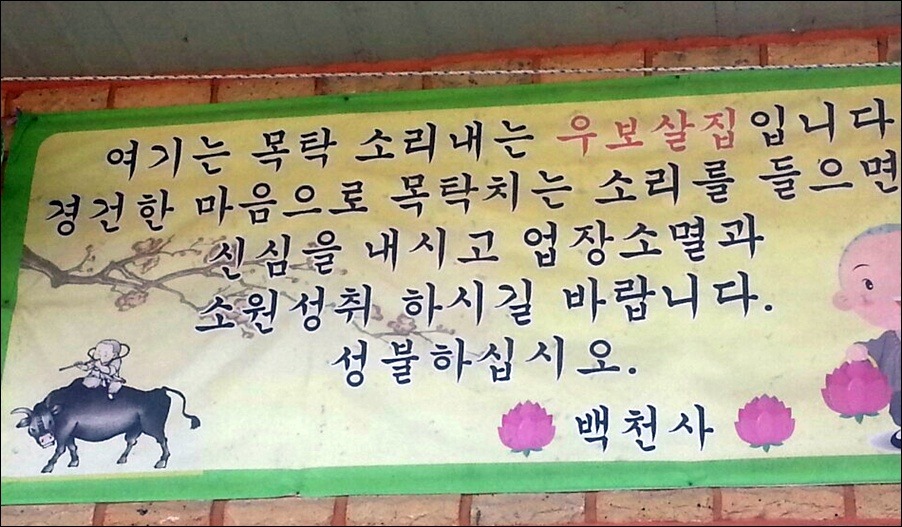 여기는 목탁 소리내는 우보살집입니다
경건한 마음으로 목탁치는 소리를 들으면
신심을 내시고 업장소멸과
소원성취 하시길 바랍니다.
성불하십시오.
백천사